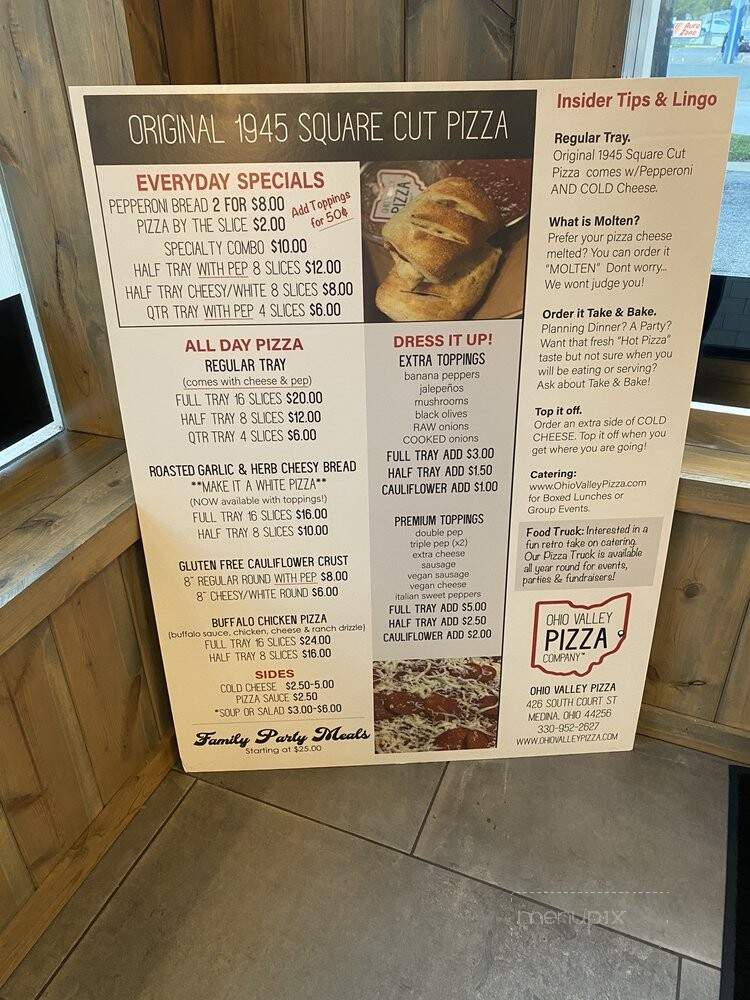 ORIGINAL 1945 SQUARE CUT PIZZA
EVERYDAY SPECIALS
PEPPERONI BREAD 2 FOR $8.00
PIZZA BY THE SLICE $2.00
Add Toppings
for 50¢
SPECIALTY COMBO $10.00
HALF TRAY WITH PEP 8 SLICES $12.00
HALF TRAY CHEESY/WHITE 8 SLICES $8.00
QTR TRAY WITH PEP 4 SLICES $6.00
PIZZA
ALL DAY PIZZA
REGULAR TRAY
(comes with cheese & pep)
FULL TRAY 16 SLICES $20.00
HALF TRAY 8 SLICES $12.00
QTR TRAY 4 SLICES $6.00
ROASTED GARLIC & HERB CHEESY BREAD
**MAKE IT A WHITE PIZZA**
(NOW available with toppings!)
FULL TRAY 16 SLICES $16.00
HALF TRAY 8 SLICES $10.00
GLUTEN FREE CAULIFLOWER CRUST
8" REGULAR ROUND WITH PEP $8.00
8" CHEESY/WHITE ROUND $6.00
BUFFALO CHICKEN PIZZA
(buffalo sauce, chicken, cheese & ranch drizzle)
FULL TRAY 16 SLICES $24.00
HALF TRAY 8 SLICES $16.00
SIDES
COLD CHEESE $2.50-5.00
PIZZA SAUCE $2.50
*SOUP OR SALAD $3.00-$6.00
Family Party Meals
Starting at $25.00
DRESS IT UP!
EXTRA TOPPINGS
banana peppers
jalepeños
mushrooms
black olives
RAW onions
COOKED onions
FULL TRAY ADD $3.00
HALF TRAY ADD $1.50
CAULIFLOWER ADD $1.00
PREMIUM TOPPINGS
double pep
triple pep (x2)
extra cheese
sausage
vegan sausage
vegan cheese
italian sweet peppers
FULL TRAY ADD $5.00
HALF TRAY ADD $2.50
CAULIFLOWER ADD $2.00
Insider Tips & Lingo
Regular Tray.
Original 1945 Square Cut
Pizza comes w/Pepperoni
AND COLD Cheese.
What is Molten?
Prefer your pizza cheese
melted? You can order it
"MOLTEN" Dont worry...
We wont judge you!
Order it Take & Bake.
Planning Dinner? A Party?
Want that fresh "Hot Pizza"
taste but not sure when you
will be eating or serving?
Ask about Take & Bake!
Top it off.
Order an extra side of COLD
CHEESE. Top it off when you
get where you are going!
Catering:
www.OhioValleyPizza.com
for Boxed Lunches or
Group Events.
Food Truck: Interested in a
fun retro take on catering.
Our Pizza Truck is available
all year round for events,
parties & fundraisers!
OHIO VALLEY
PIZZA
COMPANY™
OHIO VALLEY PIZZA
426 SOUTH COURT ST
MEDINA, OHIO 44256
330-952-2627
WWW.OHIOVALLEYPIZZA.COM
menupix